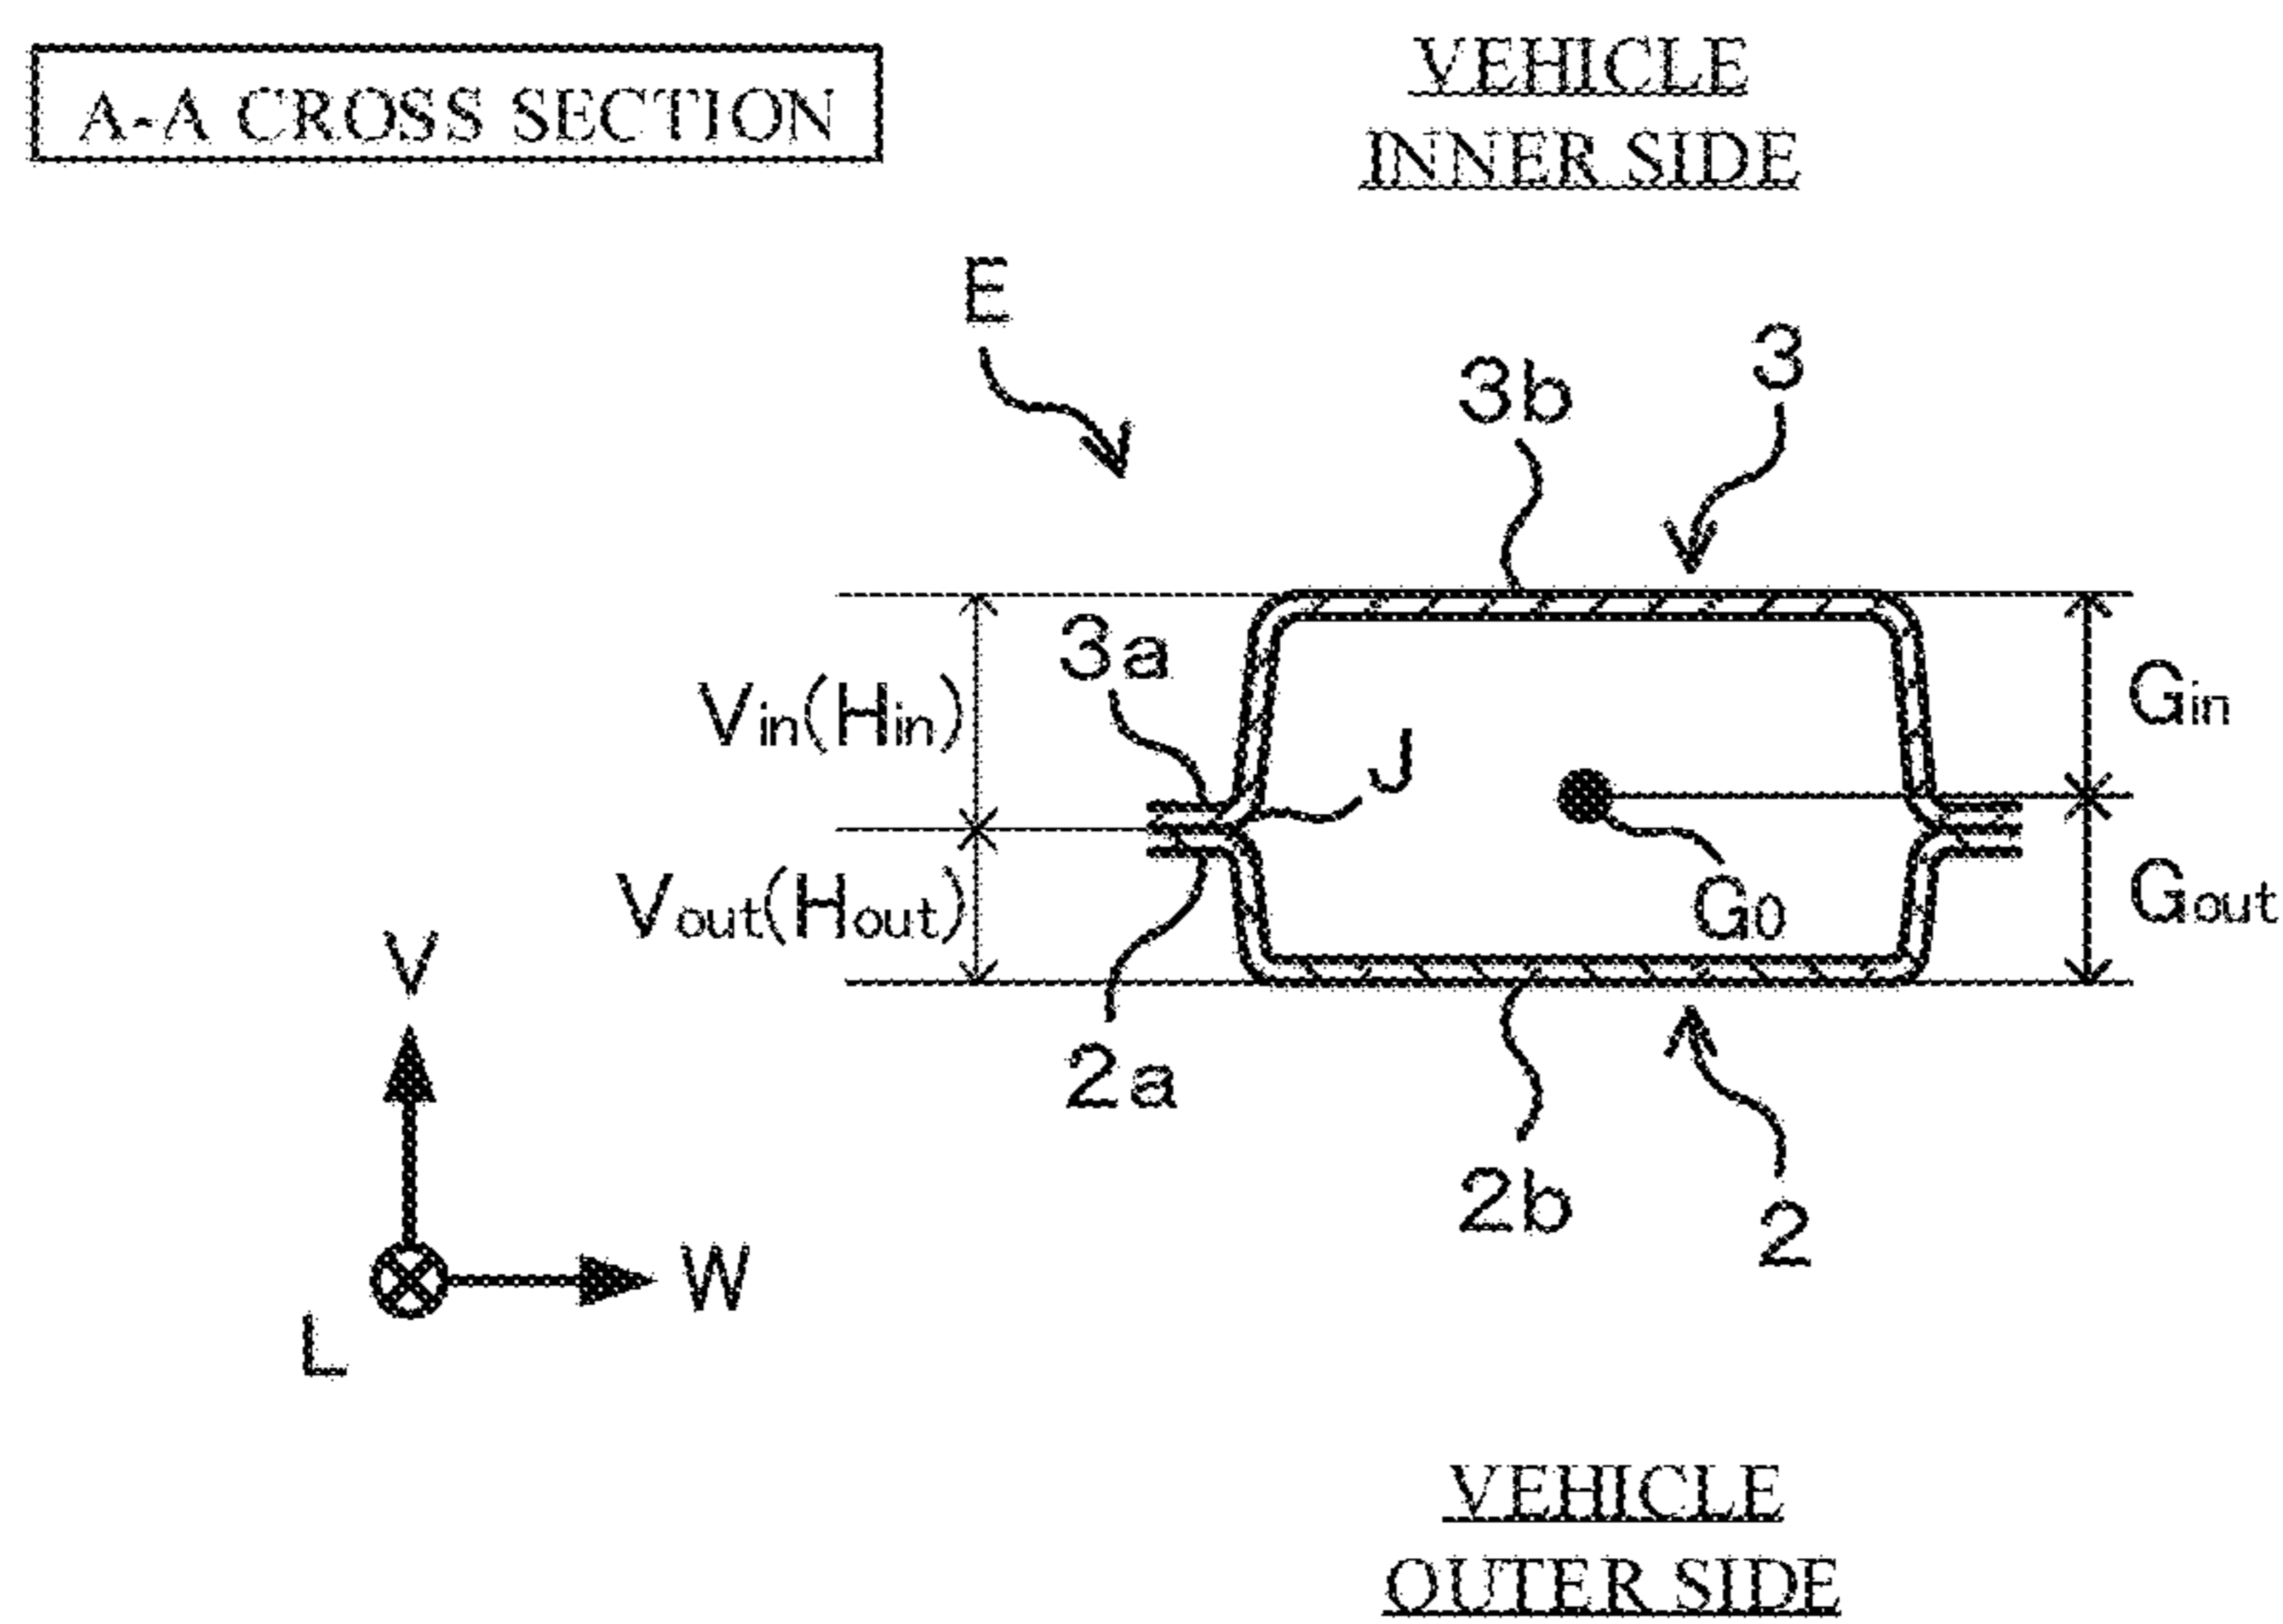 A-A CROSS SECTION
VEHICLE
INNER SIDE
E
3b
3
3a
Vin(Hin)
J
Gin
Vout(Hout)
G0
Gout
2a
2b
2
V
W
L
VEHICLE
OUTER SIDE